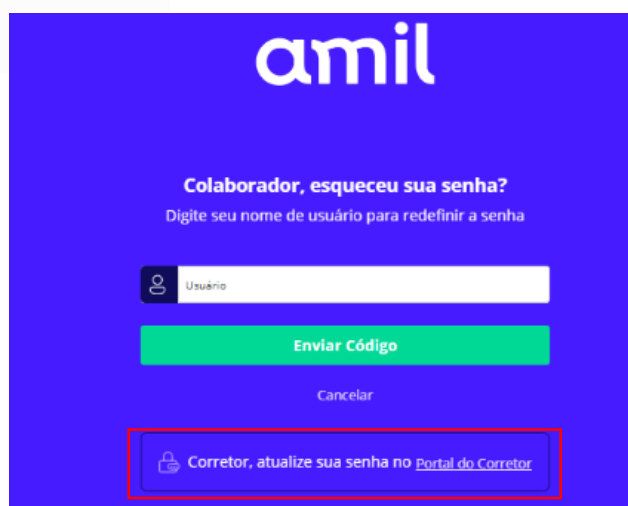 amil
Colaborador, esqueceu sua senha?
Digite seu nome de usuário para redefinir a senha
Usuário
Enviar Código
Cancelar
Corretor, atualize sua senha no Portal do Corretor